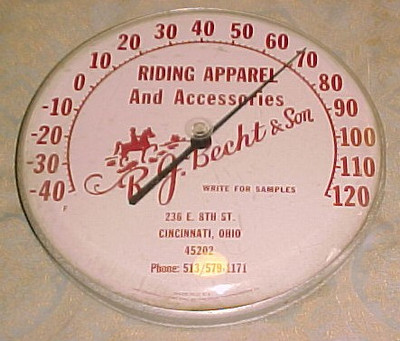 -40 -30 -20 -10 0 10 20 30 40 50 60 70 80 90 100 110 120
F
RIDING APPAREL
And Accessories
R.J. Becht & Son
WRITE FOR SAMPLES
236 E. 8TH ST.
CINCINNATI, OHIO
45202
Phone: 513/579-1171